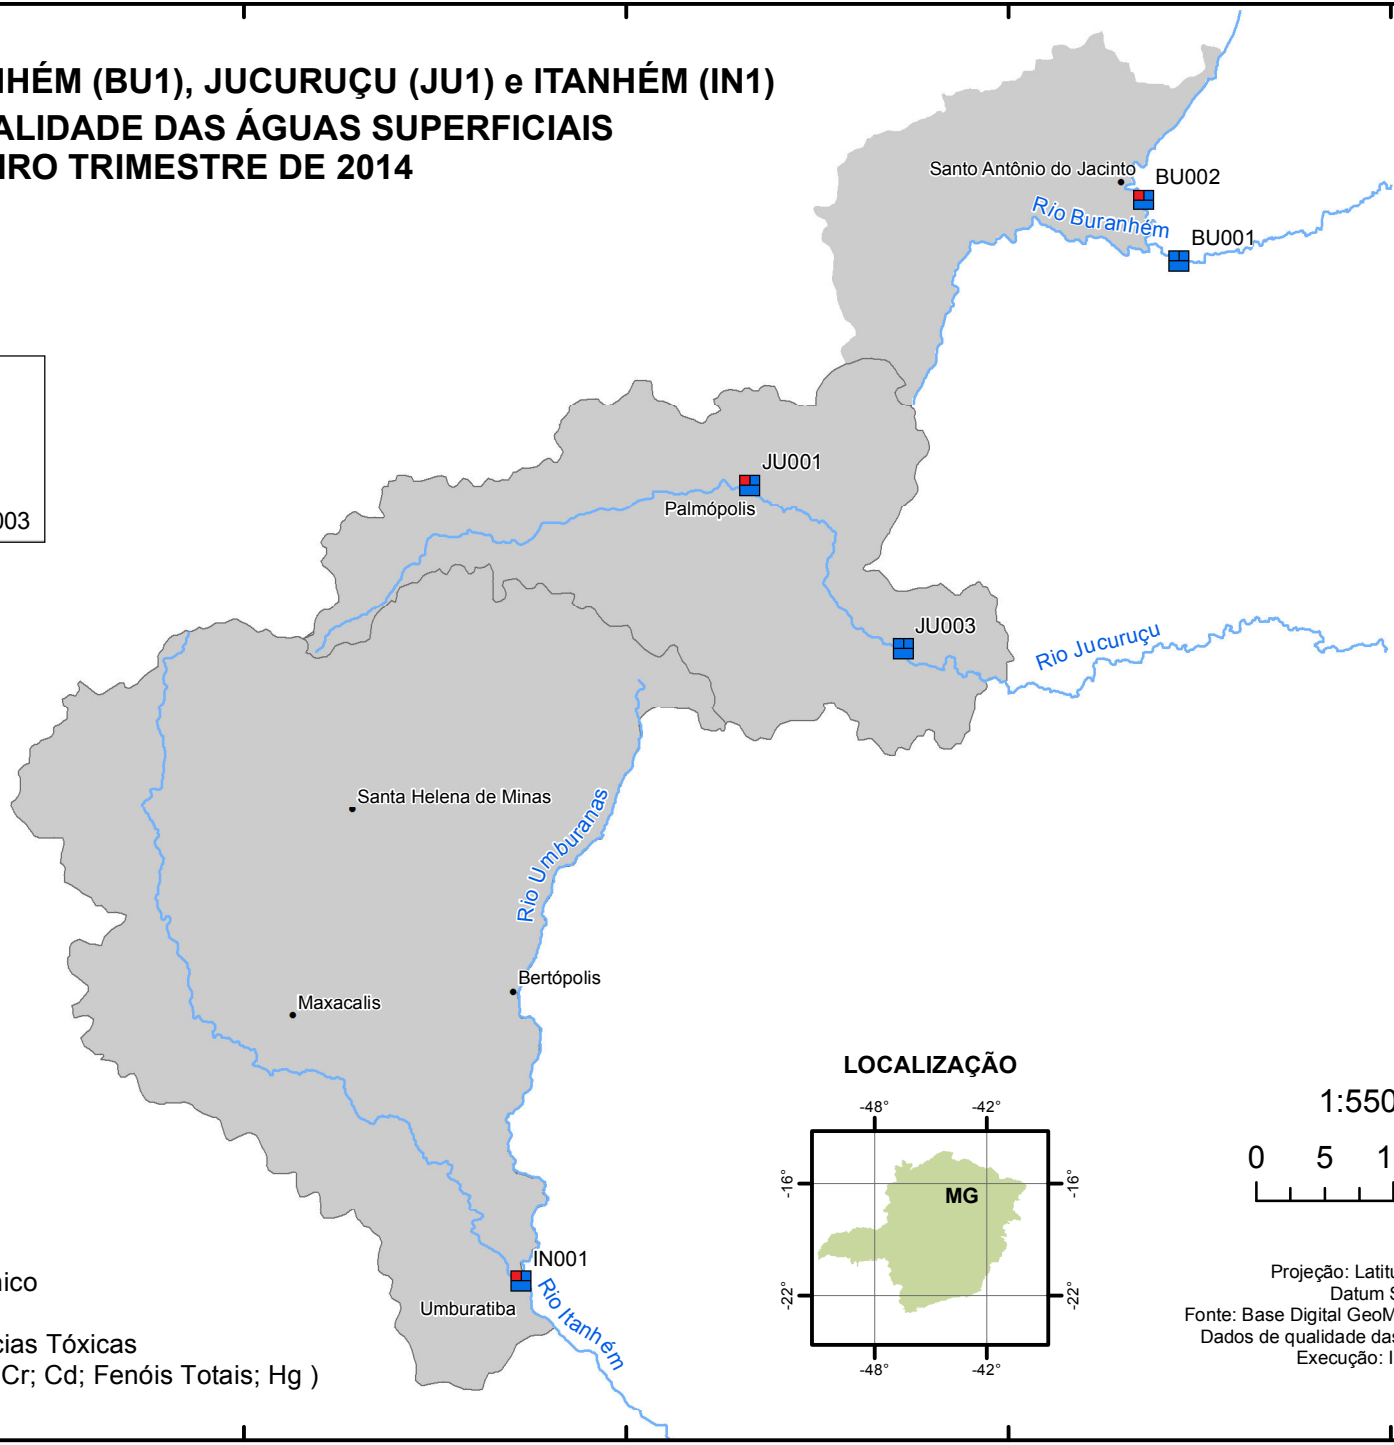 NHÉM (BU1), JUCURUÇU (JU1) e ITANHÉM (IN1)
ALIDADE DAS ÁGUAS SUPERFICIAIS
IRO TRIMESTRE DE 2014
Santo Antônio do Jacinto
BU002
Rio Buranhém
BU001
003
JU001
Palmópolis
JU003
Rio Jucuruçu
Santa Helena de Minas
Rio Umburanas
Bertópolis
Maxacalis
LOCALIZAÇÃO
-48° -42°
-16° MG -16°
-22° -22°
-48° -42°
1:550
0 5 1
IN001
Umburatiba
Rio Itanhém
nico
cias Tóxicas
Cr; Cd; Fenóis Totais; Hg )
Projeção: Latitu
Datum S
Fonte: Base Digital GeoM
Dados de qualidade das
Execução: I